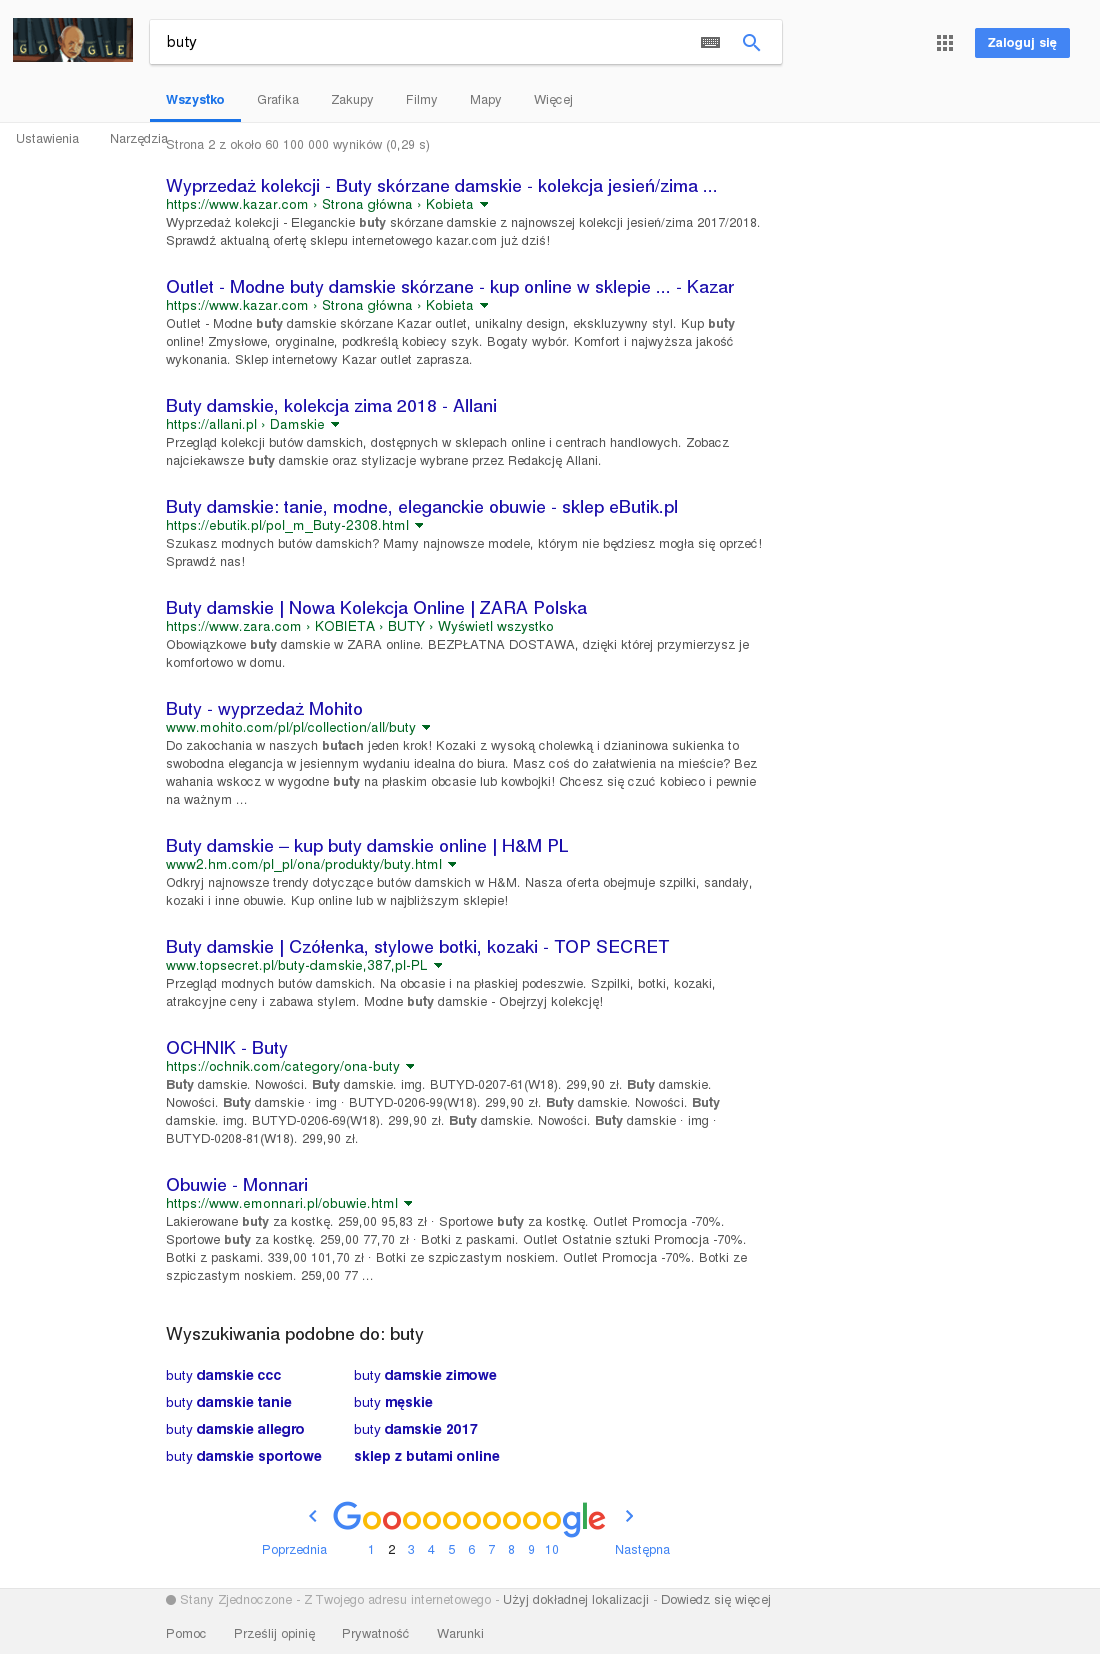 GOOGLE
buty
Zaloguj się
Wszystko Grafika Zakupy Filmy Mapy Więcej
Ustawienia Narzędzia
Strona 2 z około 60 100 000 wyników (0,29 s)
Wyprzedaż kolekcji - Buty skórzane damskie - kolekcja jesień/zima ...
https://www.kazar.com › Strona główna › Kobieta
Wyprzedaż kolekcji - Eleganckie buty skórzane damskie z najnowszej kolekcji jesień/zima 2017/2018.
Sprawdź aktualną ofertę sklepu internetowego kazar.com już dziś!
Outlet - Modne buty damskie skórzane - kup online w sklepie ... - Kazar
https://www.kazar.com › Strona główna › Kobieta
Outlet - Modne buty damskie skórzane Kazar outlet, unikalny design, ekskluzywny styl. Kup buty
online! Zmysłowe, oryginalne, podkreślą kobiecy szyk. Bogaty wybór. Komfort i najwyższa jakość
wykonania. Sklep internetowy Kazar outlet zaprasza.
Buty damskie, kolekcja zima 2018 - Allani
https://allani.pl › Damskie
Przegląd kolekcji butów damskich, dostępnych w sklepach online i centrach handlowych. Zobacz
najciekawsze buty damskie oraz stylizacje wybrane przez Redakcję Allani.
Buty damskie: tanie, modne, eleganckie obuwie - sklep eButik.pl
https://ebutik.pl/pol_m_Buty-2308.html
Szukasz modnych butów damskich? Mamy najnowsze modele, którym nie będziesz mogła się oprzeć!
Sprawdź nas!
Buty damskie | Nowa Kolekcja Online | ZARA Polska
https://www.zara.com › KOBIETA › BUTY › Wyświetl wszystko
Obowiązkowe buty damskie w ZARA online. BEZPŁATNA DOSTAWA, dzięki której przymierzysz je
komfortowo w domu.
Buty - wyprzedaż Mohito
www.mohito.com/pl/pl/collection/all/buty
Do zakochania w naszych butach jeden krok! Kozaki z wysoką cholewką i dzianinowa sukienka to
swobodna elegancja w jesiennym wydaniu idealna do biura. Masz coś do załatwienia na mieście? Bez
wahania wskocz w wygodne buty na płaskim obcasie lub kowbojki! Chcesz się czuć kobieco i pewnie
na ważnym ...
Buty damskie – kup buty damskie online | H&M PL
www2.hm.com/pl_pl/ona/produkty/buty.html
Odkryj najnowsze trendy dotyczące butów damskich w H&M. Nasza oferta obejmuje szpilki, sandały,
kozaki i inne obuwie. Kup online lub w najbliższym sklepie!
Buty damskie | Czółenka, stylowe botki, kozaki - TOP SECRET
www.topsecret.pl/buty-damskie,387,pl-PL
Przegląd modnych butów damskich. Na obcasie i na płaskiej podeszwie. Szpilki, botki, kozaki,
atrakcyjne ceny i zabawa stylem. Modne buty damskie - Obejrzyj kolekcję!
OCHNIK - Buty
https://ochnik.com/category/ona-buty
Buty damskie. Nowości. Buty damskie. img. BUTYD-0207-61(W18). 299,90 zł. Buty damskie.
Nowości. Buty damskie · img · BUTYD-0206-99(W18). 299,90 zł. Buty damskie. Nowości. Buty
damskie. img. BUTYD-0206-69(W18). 299,90 zł. Buty damskie. Nowości. Buty damskie · img ·
BUTYD-0208-81(W18). 299,90 zł.
Obuwie - Monnari
https://www.emonnari.pl/obuwie.html
Lakierowane buty za kostkę. 259,00 95,83 zł · Sportowe buty za kostkę. Outlet Promocja -70%.
Sportowe buty za kostkę. 259,00 77,70 zł · Botki z paskami. Outlet Ostatnie sztuki Promocja -70%.
Botki z paskami. 339,00 101,70 zł · Botki ze szpiczastym noskiem. Outlet Promocja -70%. Botki ze
szpiczastym noskiem. 259,00 77 ...
Wyszukiwania podobne do: buty
buty damskie ccc buty damskie zimowe
buty damskie tanie buty męskie
buty damskie allegro buty damskie 2017
buty damskie sportowe sklep z butami online
Goooooooooogle
Poprzednia 1 2 3 4 5 6 7 8 9 10 Następna
Stany Zjednoczone - Z Twojego adresu internetowego - Użyj dokładnej lokalizacji - Dowiedz się więcej
Pomoc Prześlij opinię Prywatność Warunki